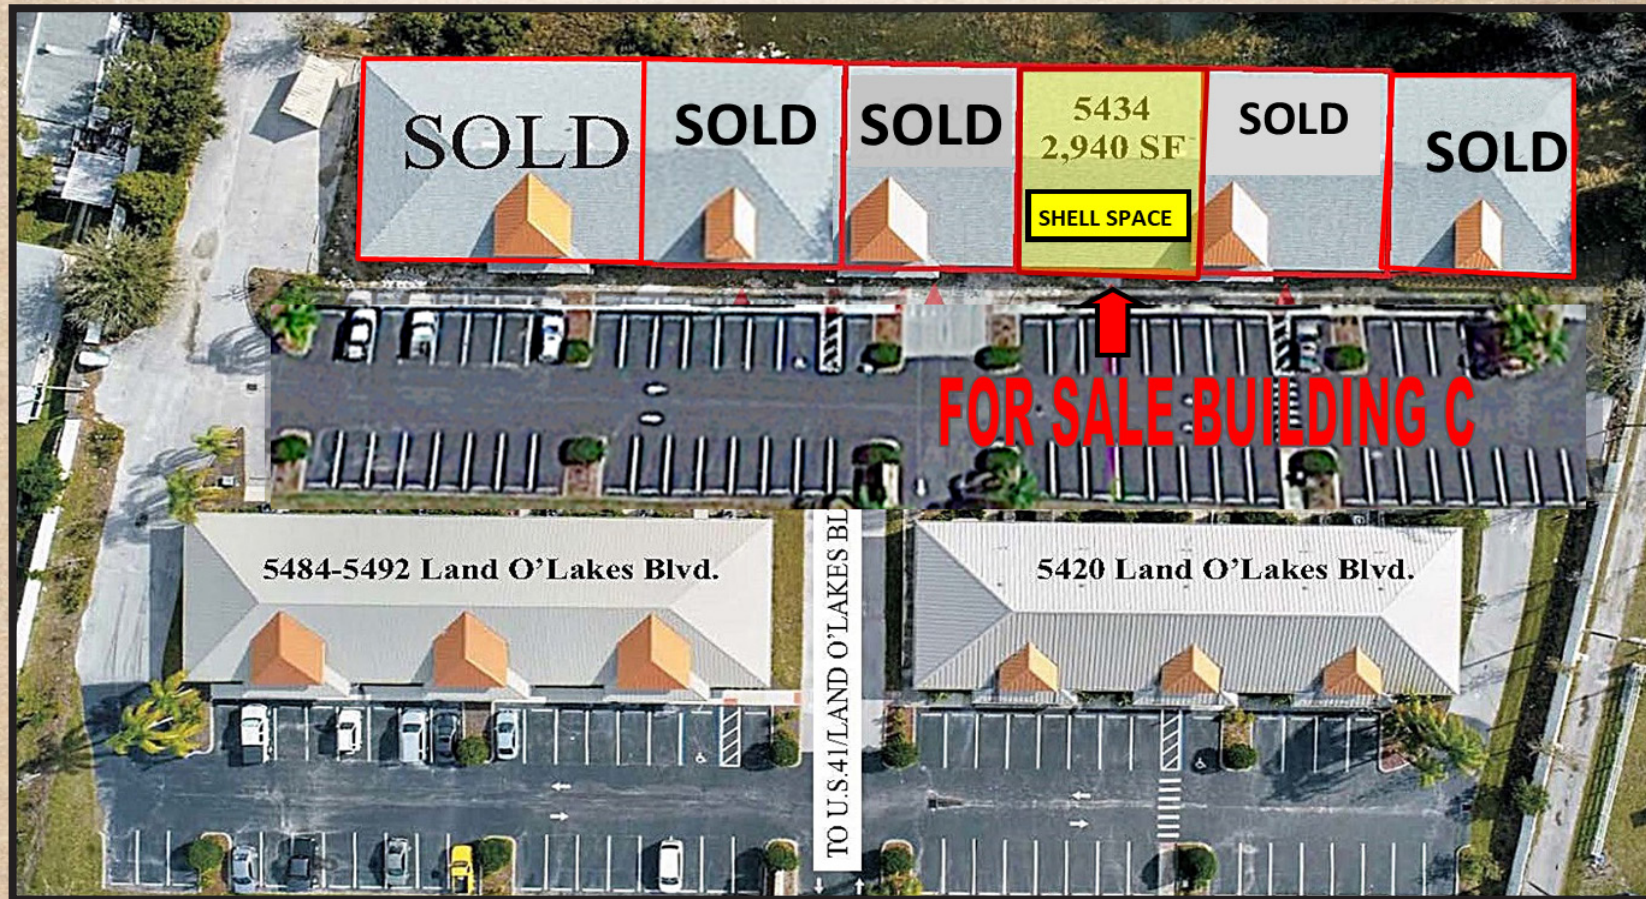 SOLD
SOLD
SOLD
5434
2,940 SF
SHELL SPACE
SOLD
SOLD
FOR SALE BUILDING C
5484-5492 Land O'Lakes Blvd.
5420 Land O'Lakes Blvd.
TO U.S.41/LAND O'LAKES BL